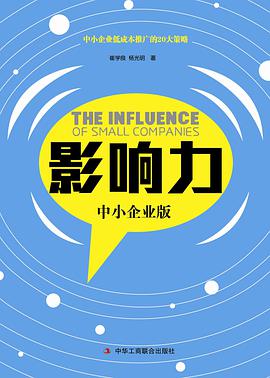 中小企业低成本推广的20大策略
崔学良 杨光明 著
THE INFLUENCE
OF SMALL COMPANIES
影响力
中小企业版
中华工商联合出版社